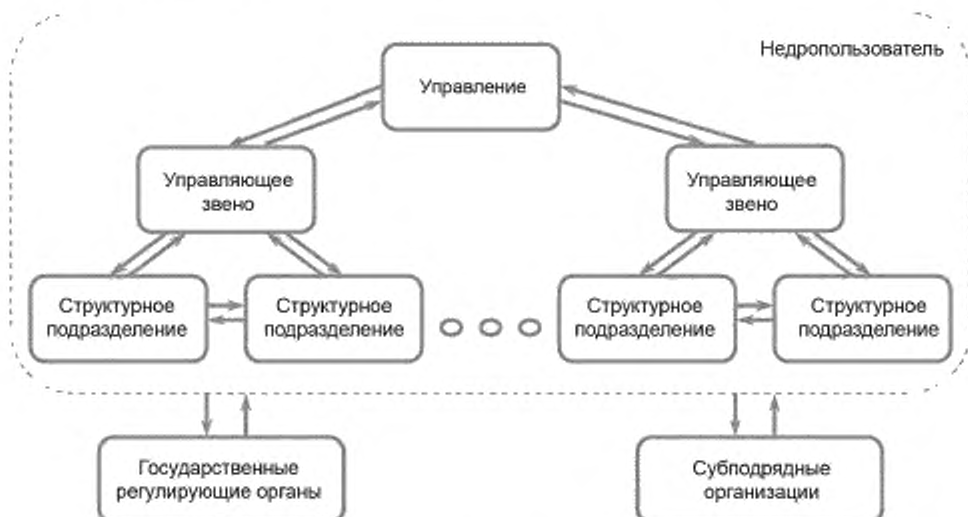 Недропользователь
Управление
Управляющее
звено
Управляющее
звено
Структурное
подразделение
Структурное
подразделение
Структурное
подразделение
Структурное
подразделение
Государственные
регулирующие органы
Субподрядные
организации